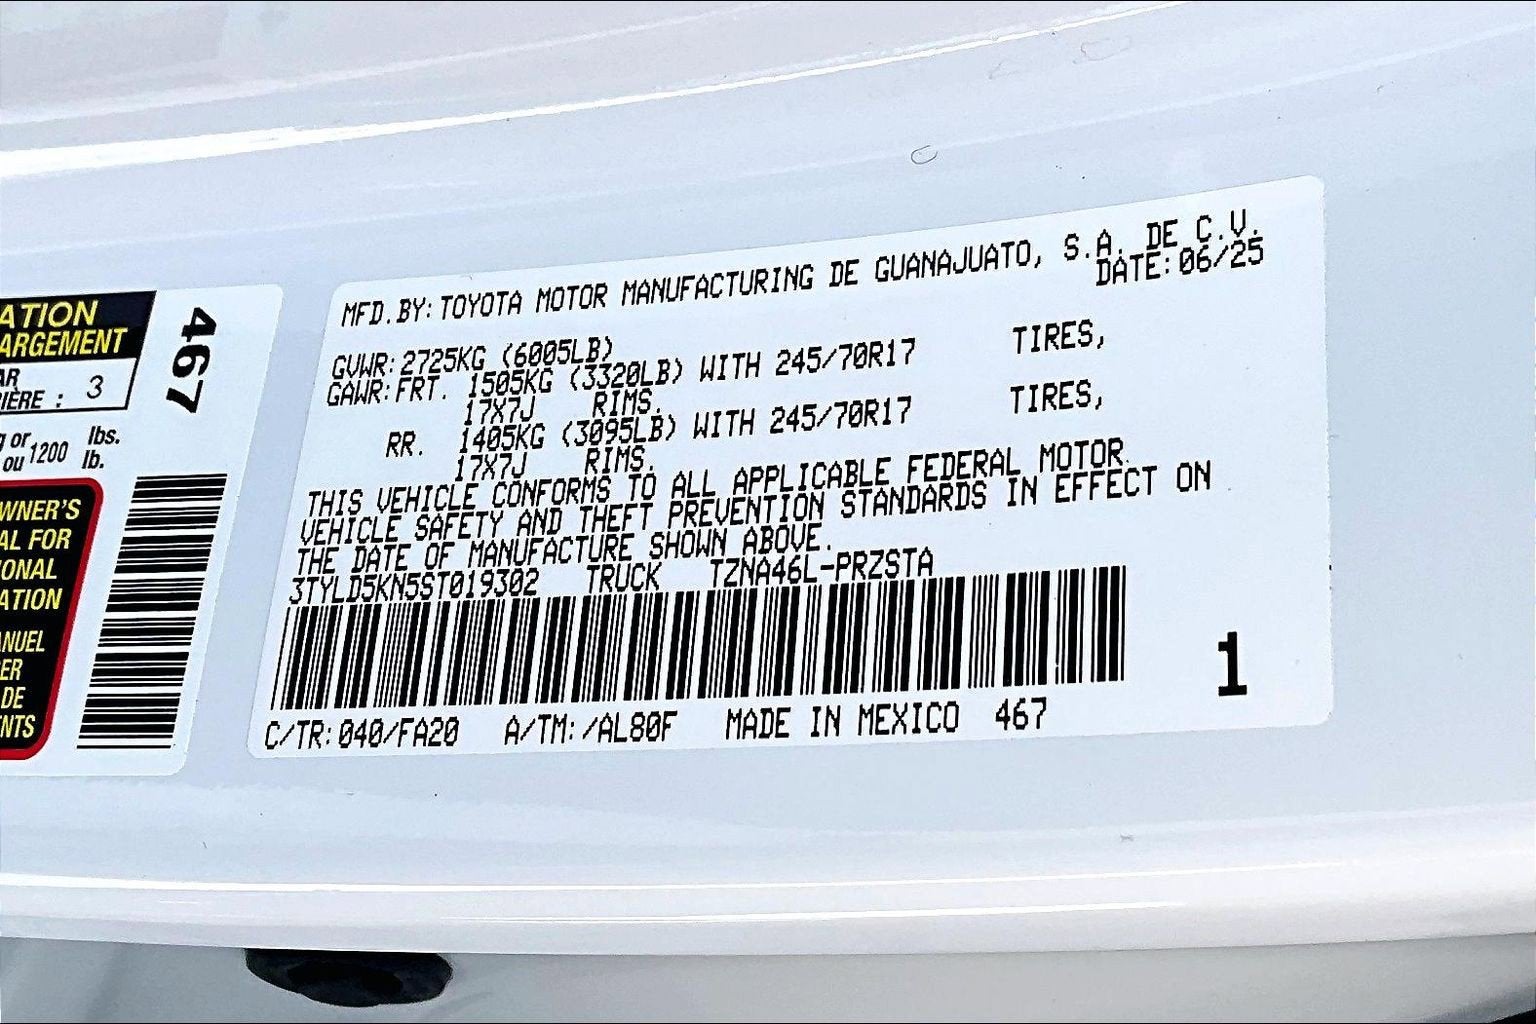 ATION
ARGEMENT
AR
IÈRE : 3
g or 1200 lbs.
ou lb.
WNER'S
AL FOR
IONAL
ATION
ANUEL
ER
DE
NTS
467
MFD.BY:TOYOTA MOTOR MANUFACTURING DE GUANAJUATO, S.A. DE C.V.
DATE:06/25
GVWR:2725KG (6005LB)
GAWR:FRT. 1505KG (3320LB) WITH 245/70R17 TIRES,
17X7J RIMS.
RR. 1405KG (3095LB) WITH 245/70R17 TIRES,
17X7J RIMS.
THIS VEHICLE CONFORMS TO ALL APPLICABLE FEDERAL MOTOR
VEHICLE SAFETY AND THEFT PREVENTION STANDARDS IN EFFECT ON
THE DATE OF MANUFACTURE SHOWN ABOVE.
3TYLD5KN5ST019302 TRUCK TZNA46L-PRZSTA
1
C/TR:040/FA20 A/TM:/AL80F MADE IN MEXICO 467